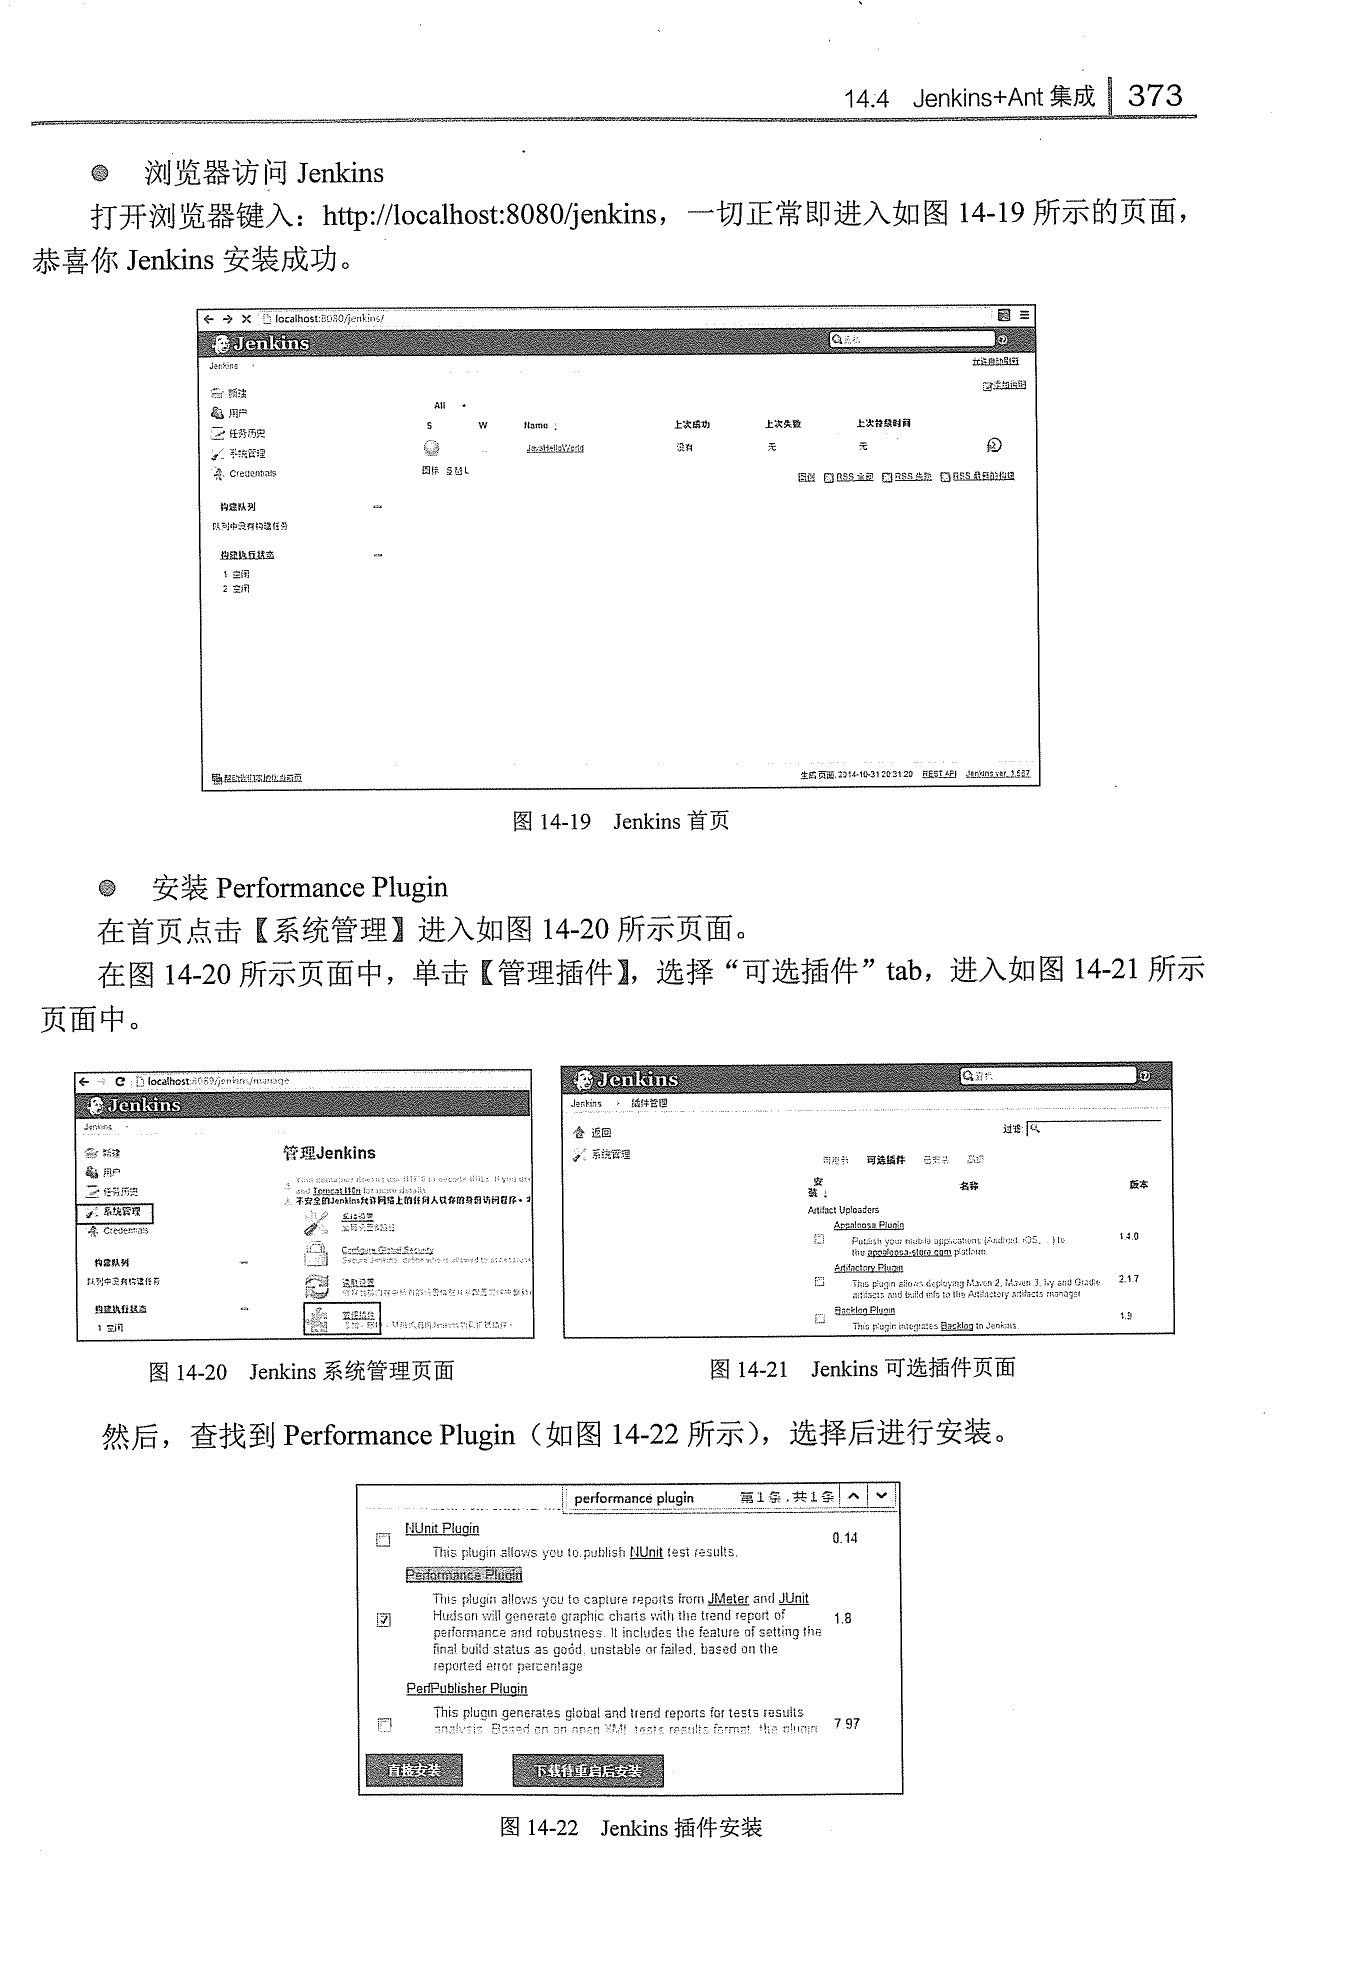 14.4 Jenkins+Ant 集成 373
● 浏览器访问 Jenkins
打开浏览器键入：http://localhost:8080/jenkins，一切正常即进入如图 14-19 所示的页面，
恭喜你 Jenkins 安装成功。
localhost:8080/jenkins/
Jenkins
Jenkins
允许自动刷新
添加说明
新建
用户
任务历史
系统管理
Credentials
All +
S W Name ↓ 上次成功 上次失败 上次持续时间
JavaHelloWorld 没有 无 无
图标: S M L
图例 RSS 全部 RSS 失败 RSS 最新的构建
构建队列
队列中没有构建任务
构建执行状态
1 空闲
2 空闲
帮助我们本地化当前页
生成页面: 2014-10-31 20:31:20 REST API Jenkins ver. 1.587
图 14-19 Jenkins 首页
● 安装 Performance Plugin
在首页点击【系统管理】进入如图 14-20 所示页面。
在图 14-20 所示页面中，单击【管理插件】，选择“可选插件”tab，进入如图 14-21 所示
页面中。
localhost:8089/jenkins/manage
Jenkins
Jenkins
新建
用户
任务历史
系统管理
Credentials
构建队列
队列中没有构建任务
构建执行状态
1 空闲
管理Jenkins
Tomcat i18n for more details
不安全的Jenkins允许网络上的任何人以你的身份访问程序。
系统设置
Configure Global Security
读取设置
管理插件
图 14-20 Jenkins 系统管理页面
Jenkins
Jenkins 插件管理
返回
系统管理
过滤:
可更新 可选插件 已安装 高级
安装 ↓ 名称 版本
Artifact Uploaders
Appaloosa Plugin
Publish your mobile applications (Android, iOS, ...) to
the appaloosa-store.com platform.
1.4.0
Artifactory Plugin
This plugin allows deploying Maven 2, Maven 3, Ivy and Gradle
artifacts and build info to the Artifactory artifacts manager
2.1.7
Backlog Plugin
This plugin integrates Backlog to Jenkins.
1.9
图 14-21 Jenkins 可选插件页面
然后，查找到 Performance Plugin（如图 14-22 所示），选择后进行安装。
performance plugin 第 1 条，共 1 条
NUnit Plugin
This plugin allows you to publish NUnit test results.
0.14
Performance Plugin
This plugin allows you to capture reports from JMeter and JUnit
Hudson will generate graphic charts with the trend report of
performance and robustness. It includes the feature of setting the
final build status as good, unstable or failed, based on the
reported error percentage
1.8
PerfPublisher Plugin
This plugin generates global and trend reports for tests results
analysis. Based on an open XML tests results format, the plugin
7.97
直接安装 下载待重启后安装
图 14-22 Jenkins 插件安装